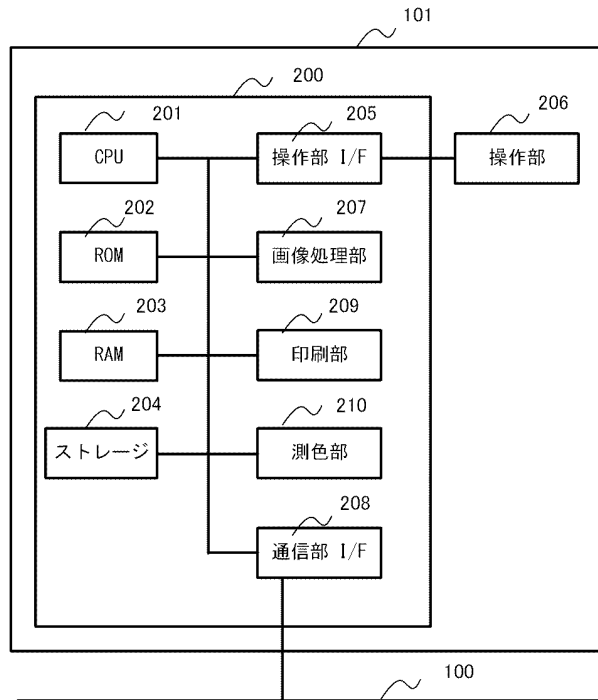 101
200
201
205
206
CPU
操作部 I/F
操作部
202
207
ROM
画像処理部
203
209
RAM
印刷部
204
210
ストレージ
測色部
208
通信部 I/F
100